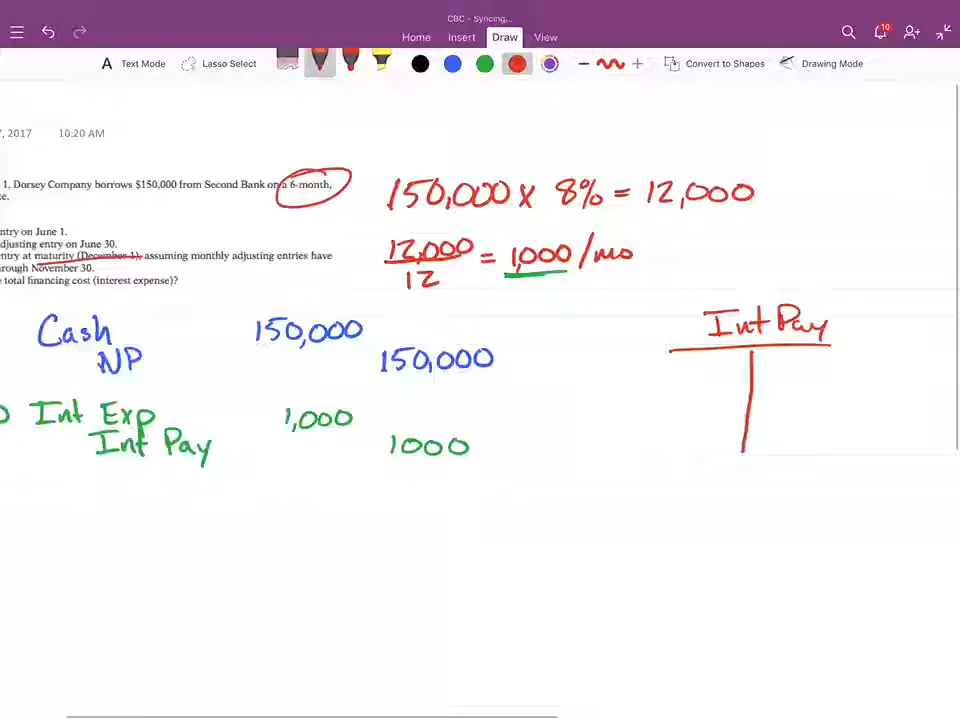 CBC - Syncing...
Home Insert Draw View
10
A Text Mode Lasso Select Convert to Shapes Drawing Mode
, 2017 10:20 AM
1, Dorsey Company borrows $150,000 from Second Bank on a 6-month,
ntry on June 1.
djusting entry on June 30.
entry at maturity (December 1), assuming monthly adjusting entries have
rough November 30.
e total financing cost (interest expense)?
150,000 x 8% = 12,000
12,000
12
= 1,000 /mo
Cash 150,000
NP 150,000
Int Exp 1,000
Int Pay 1000
Int Pay